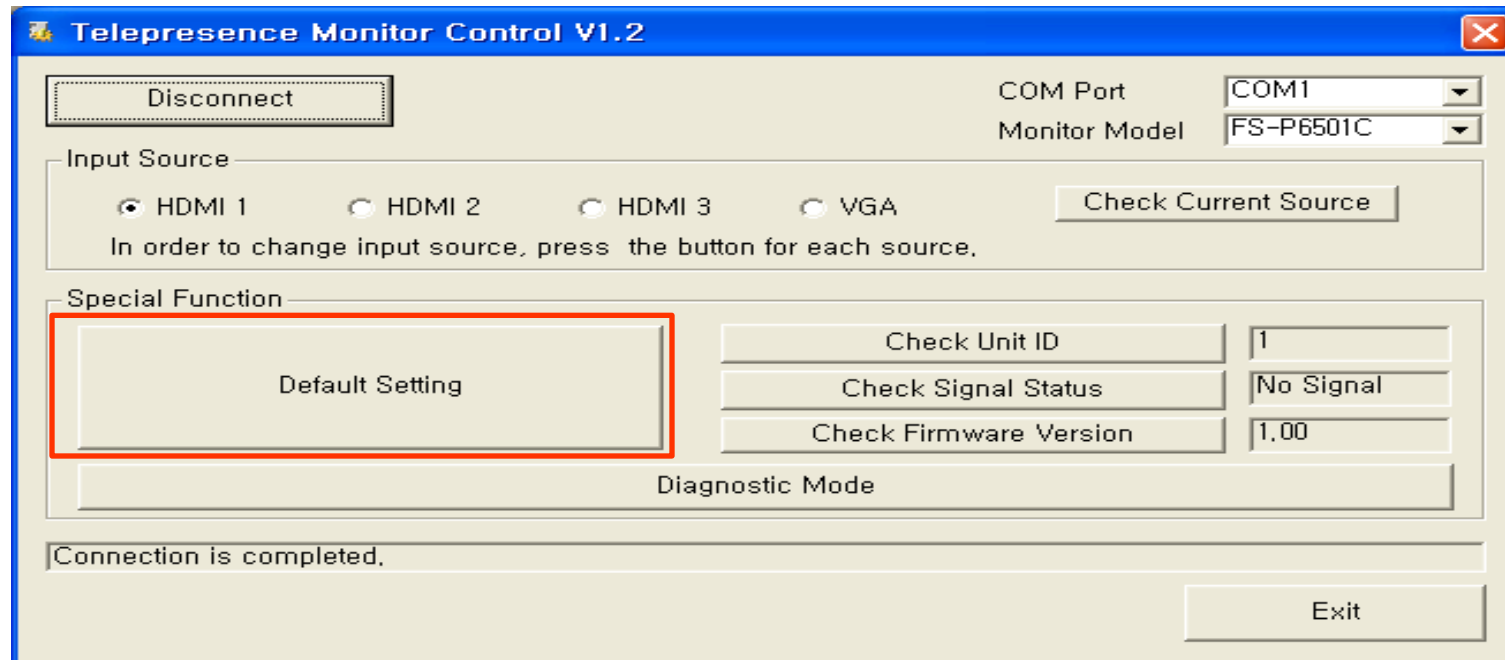 Telepresence Monitor Control V1.2
Disconnect
COM Port
COM1
Monitor Model
FS-P6501C
Input Source
HDMI 1
HDMI 2
HDMI 3
VGA
Check Current Source
In order to change input source, press the button for each source.
Special Function
Default Setting
Check Unit ID
1
Check Signal Status
No Signal
Check Firmware Version
1.00
Diagnostic Mode
Connection is completed.
Exit